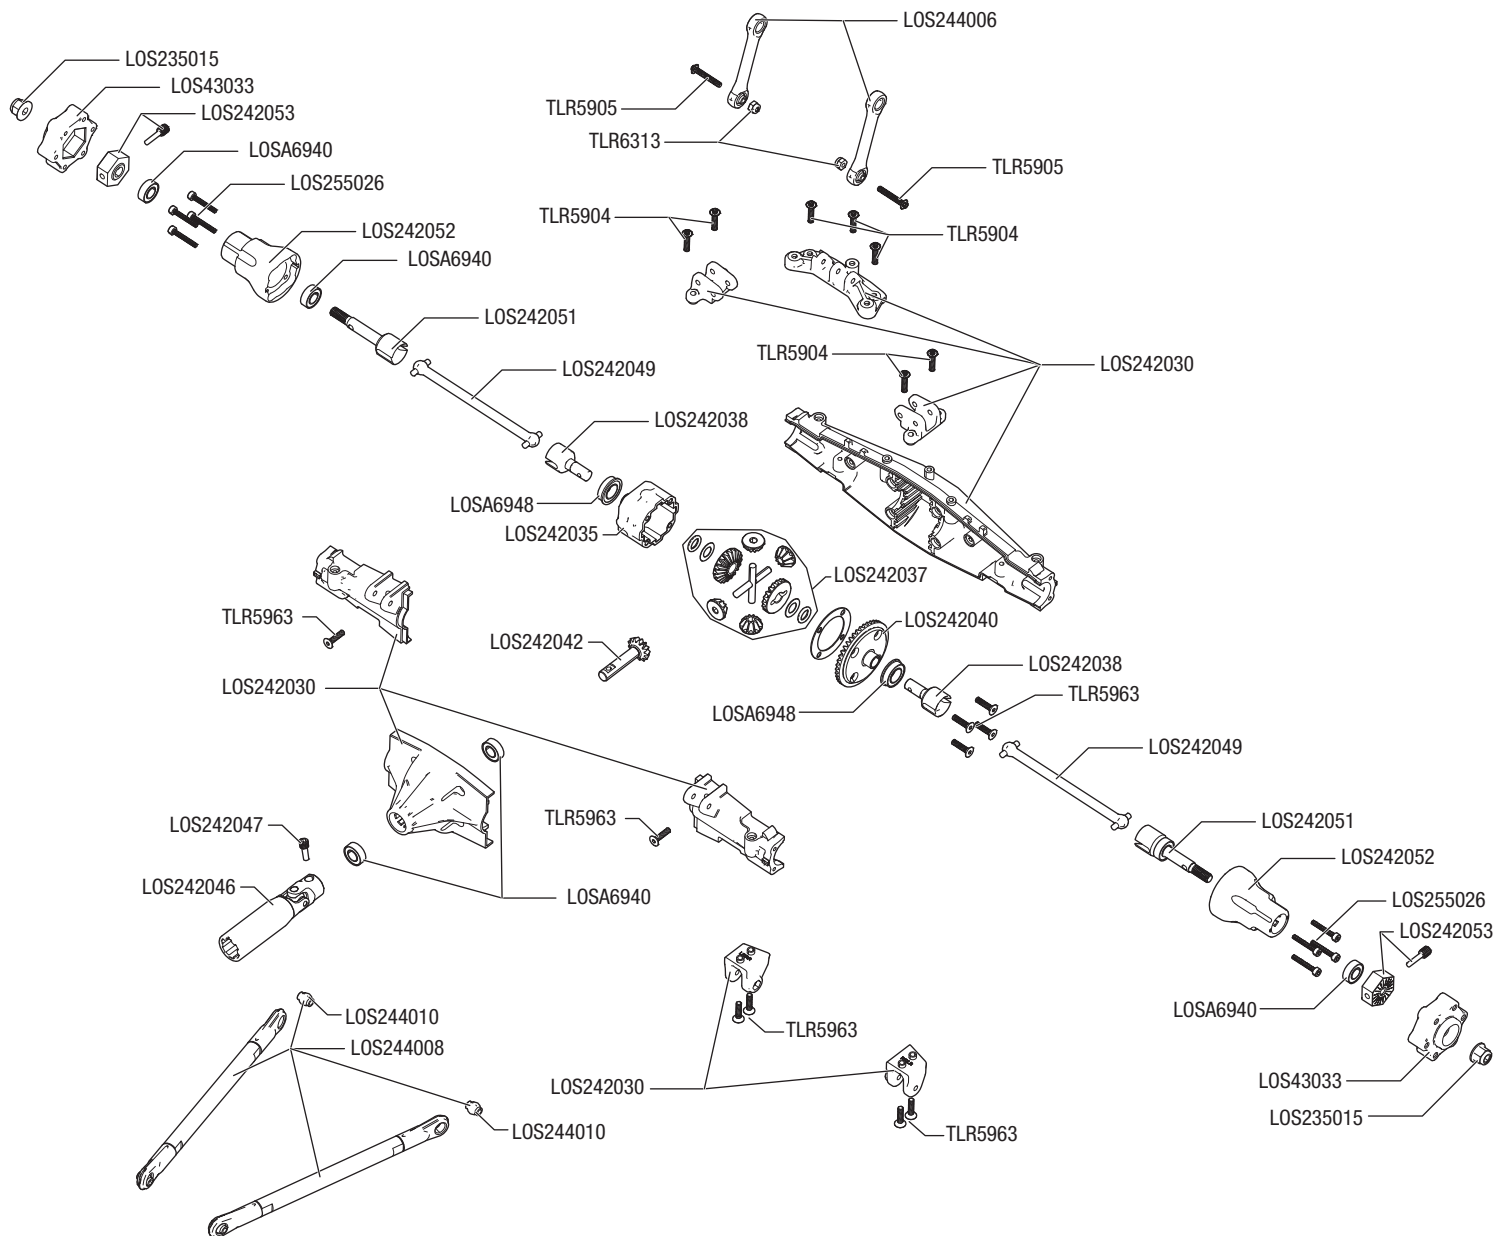 LOS244006
LOS235015
LOS43033
LOS242053
TLR5905
TLR6313
LOSA6940
TLR5905
LOS255026
TLR5904
LOS242052
TLR5904
LOSA6940
LOS242051
TLR5904
LOS242030
LOS242049
LOS242038
LOSA6948
LOS242035
LOS242037
TLR5963
LOS242040
LOS242042
LOS242038
LOS242030
TLR5963
LOSA6948
LOS242049
LOS242047
TLR5963
LOS242051
LOS242052
LOS242046
LOSA6940
LOS255026
LOS242053
LOSA6940
LOS244010
TLR5963
LOS244008
LOS242030
LOS43033
LOS235015
LOS244010
TLR5963